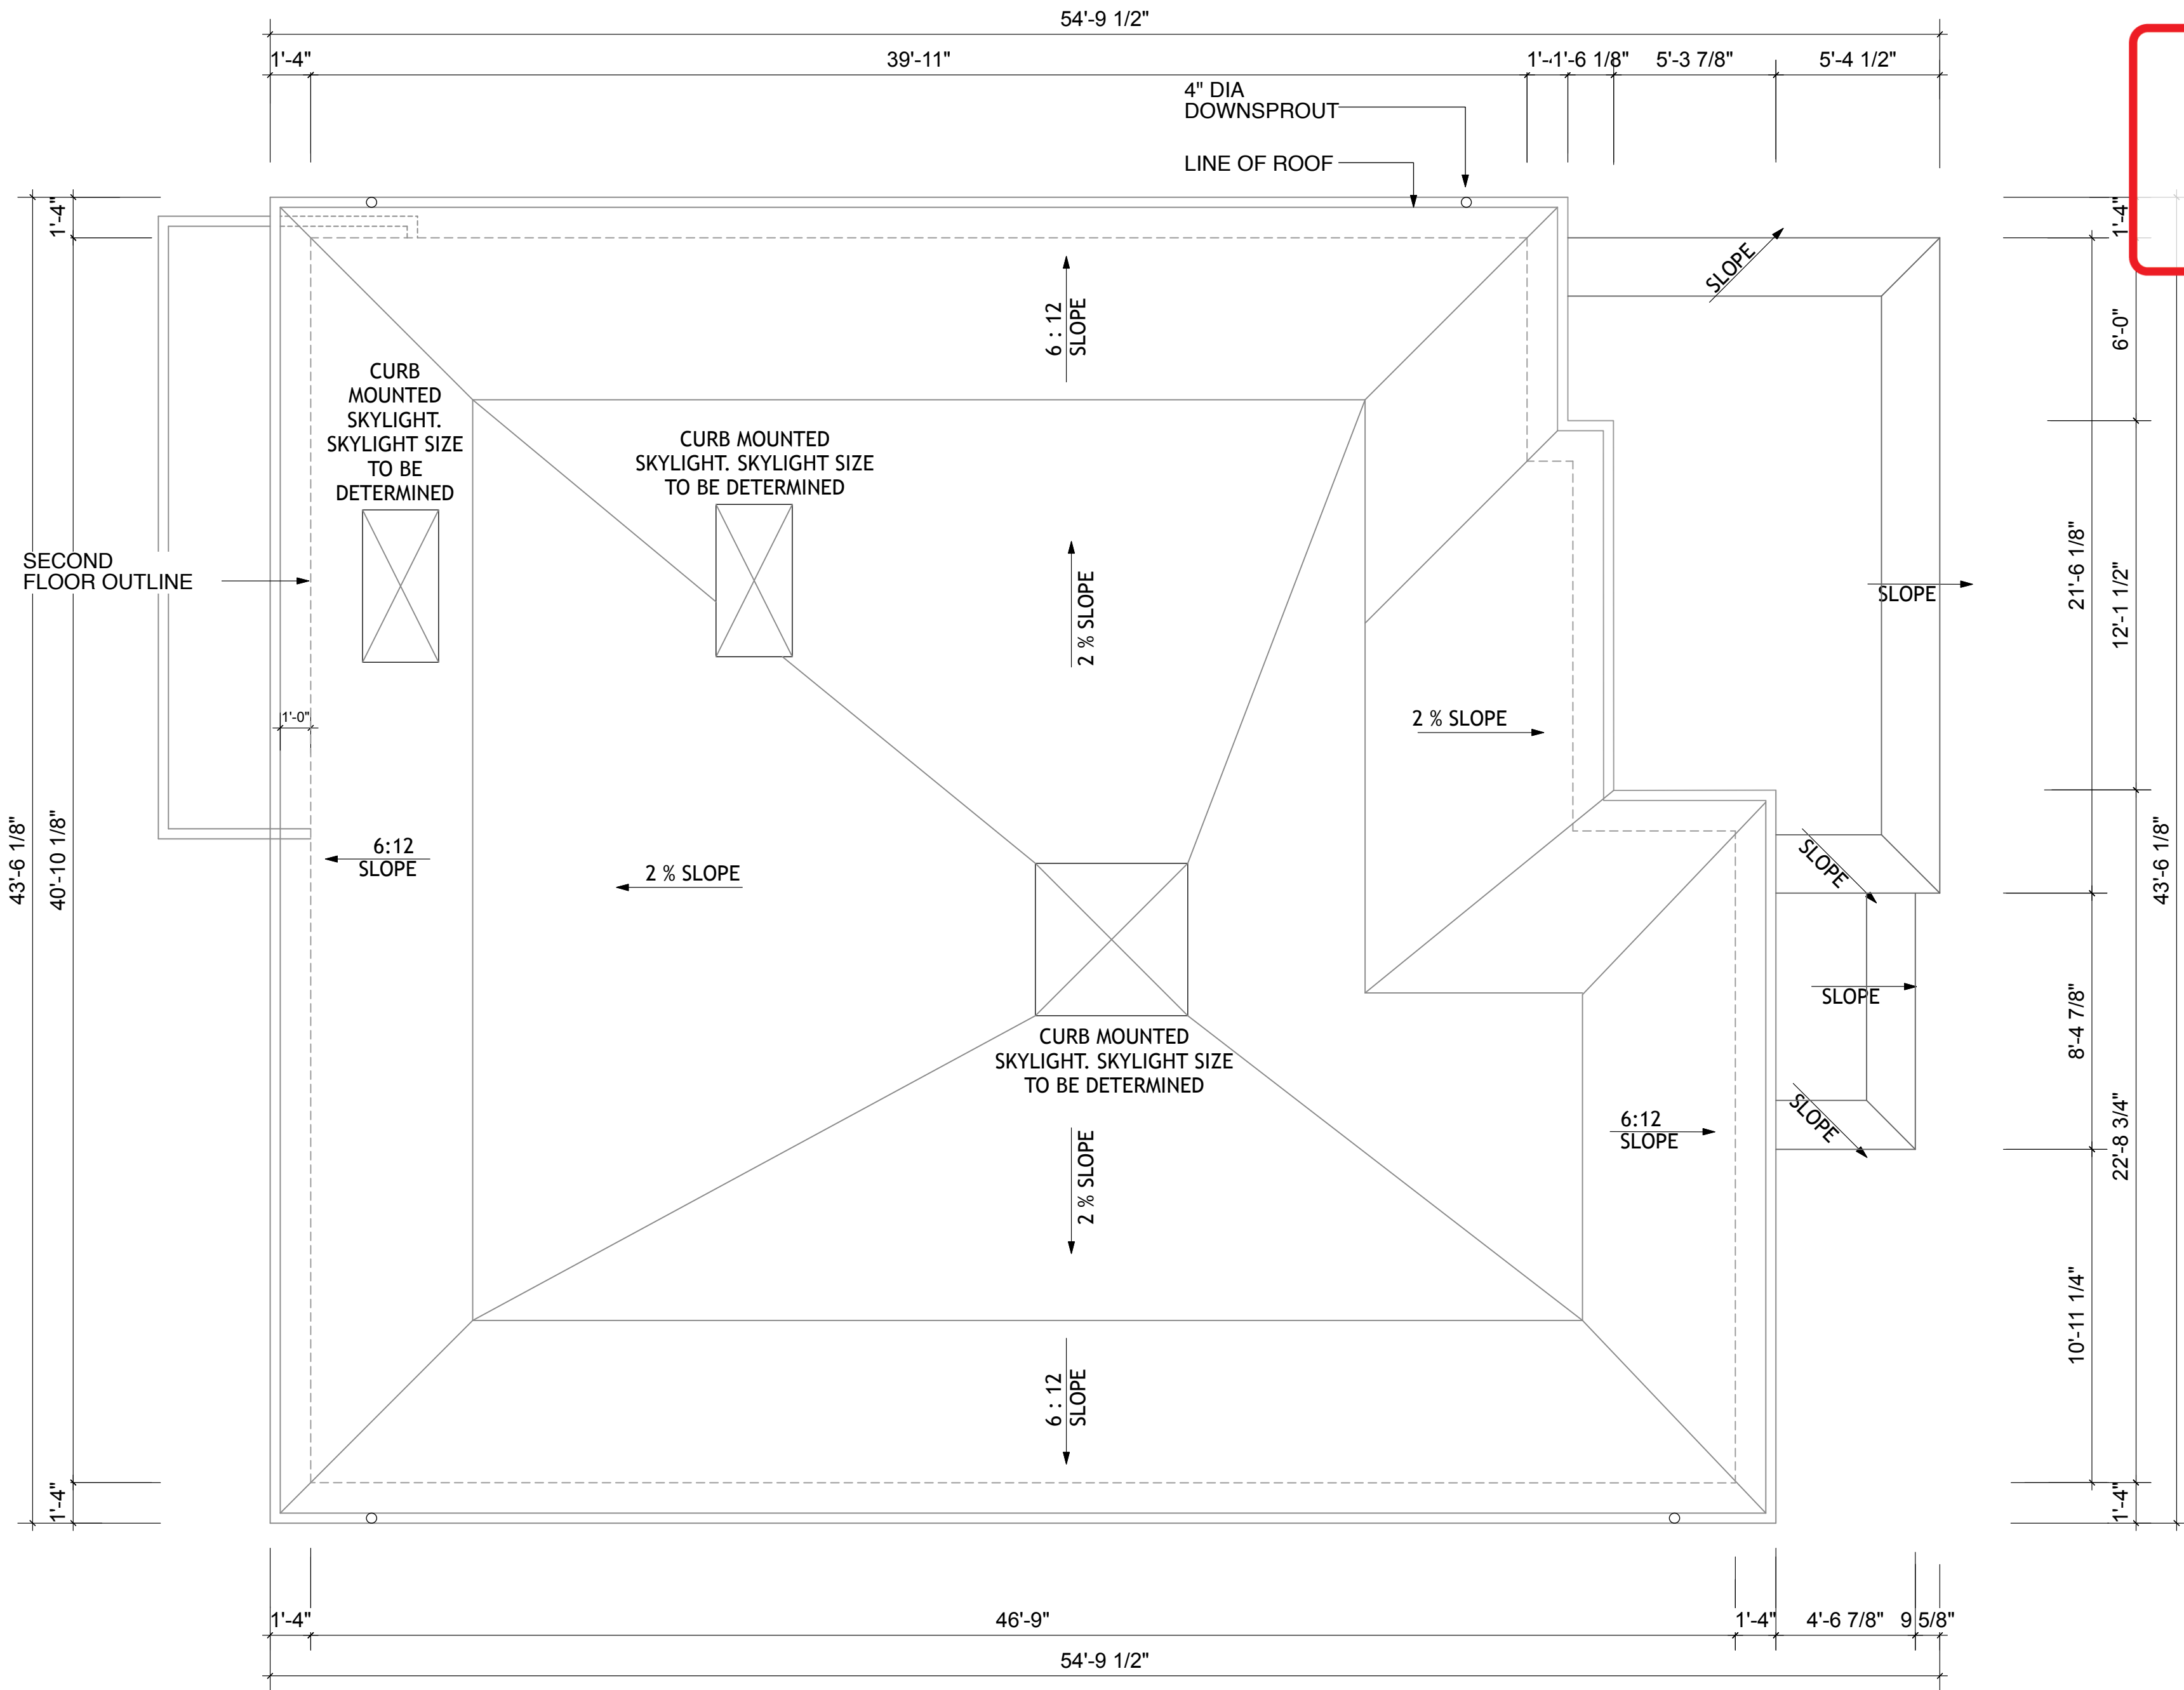 54'-9 1/2"
1'-4"
39'-11"
1'-
1'-6 1/8"
5'-3 7/8"
5'-4 1/2"
4" DIA
DOWNSPROUT
LINE OF ROOF
1'-4"
1'-4"
SLOPE
6 : 12
SLOPE
6'-0"
CURB
MOUNTED
SKYLIGHT.
SKYLIGHT SIZE
TO BE
DETERMINED
CURB MOUNTED
SKYLIGHT. SKYLIGHT SIZE
TO BE DETERMINED
SECOND
FLOOR OUTLINE
2 % SLOPE
SLOPE
21'-6 1/8"
12'-11 1/2"
1'-0"
2 % SLOPE
43'-6 1/8"
40'-10 1/8"
6:12
SLOPE
2 % SLOPE
SLOPE
43'-6 1/8"
SLOPE
8'-4 7/8"
CURB MOUNTED
SKYLIGHT. SKYLIGHT SIZE
TO BE DETERMINED
6:12
SLOPE
SLOPE
22'-8 3/4"
2 % SLOPE
10'-11 1/4"
6 : 12
SLOPE
1'-4"
1'-4"
1'-4"
46'-9"
1'-4"
4'-6 7/8"
9 5/8"
54'-9 1/2"